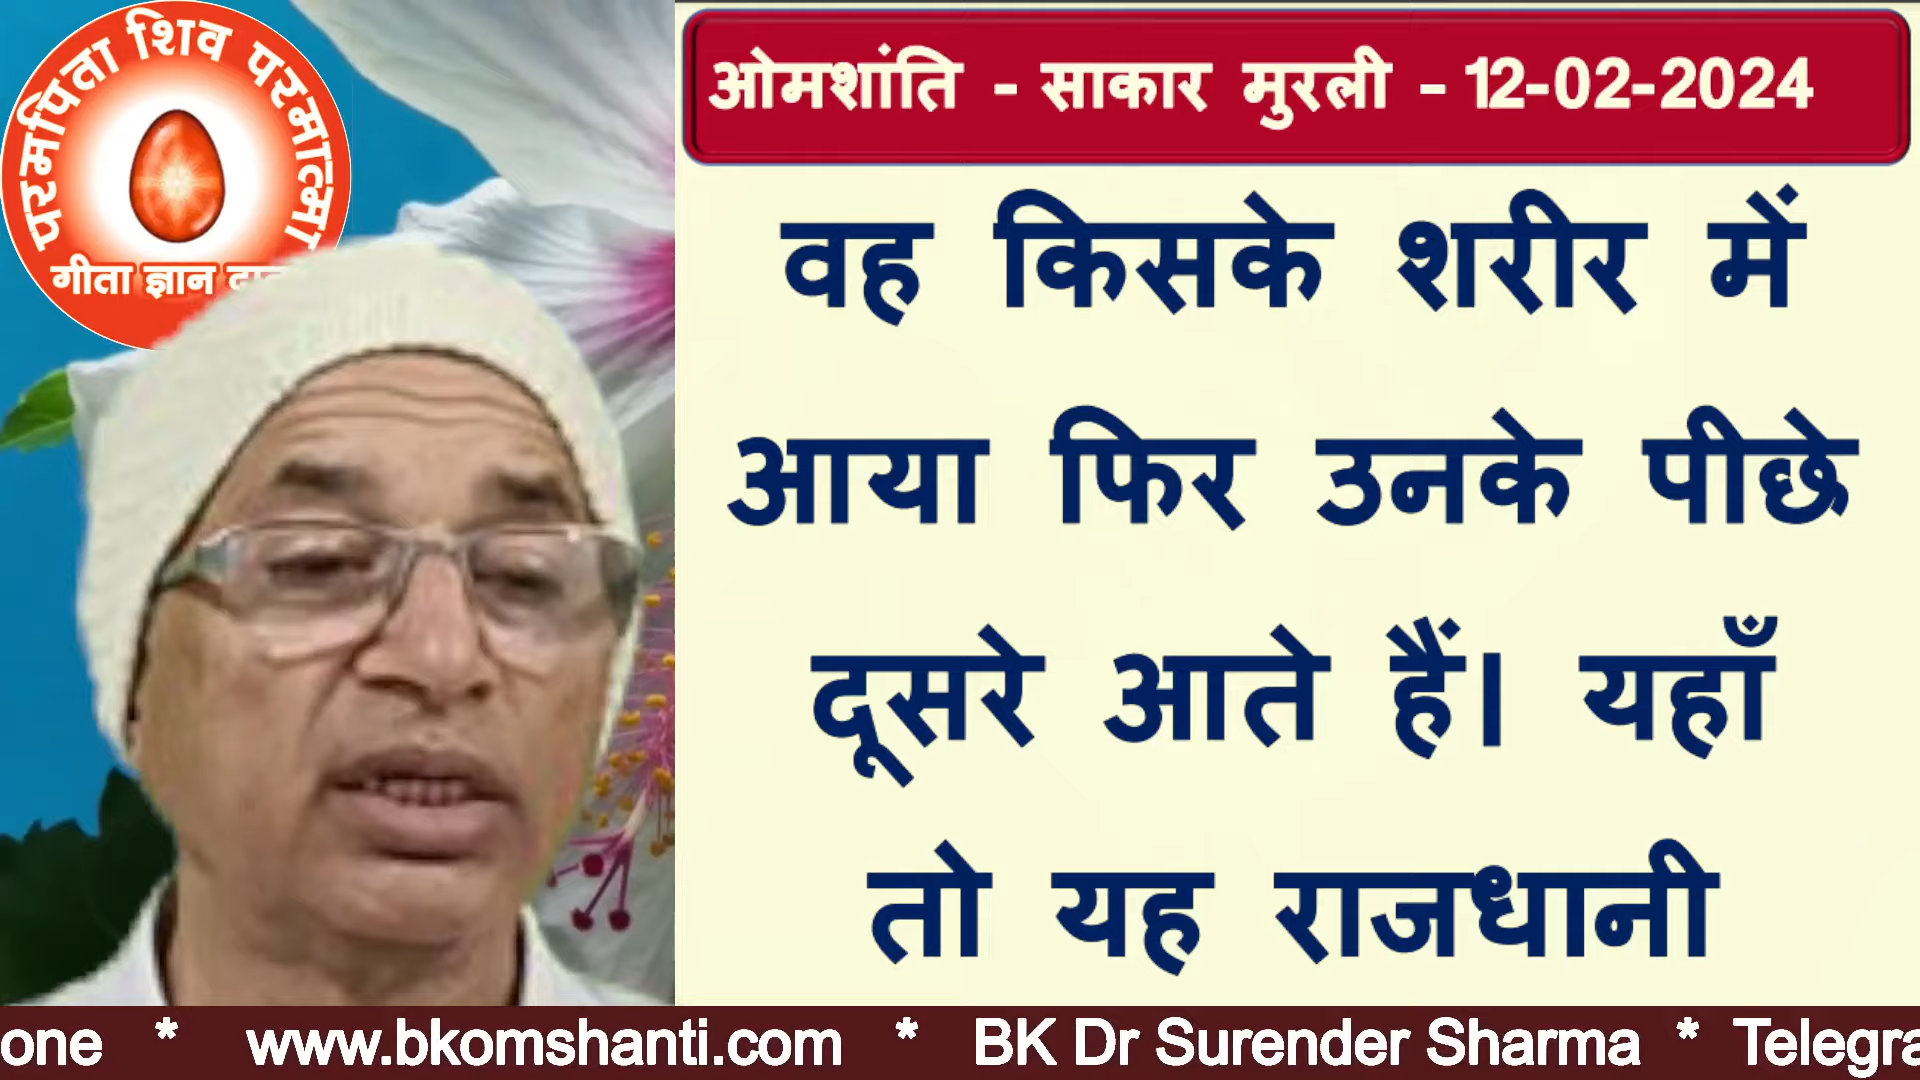 परमपिता शिव परमात्मा
गीता ज्ञान
ओमशांति - साकार मुरली - 12-02-2024
वह किसके शरीर में
आया फिर उनके पीछे
दूसरे आते हैं। यहाँ
तो यह राजधानी
one * www.bkomshanti.com * BK Dr Surender Sharma * Telegra